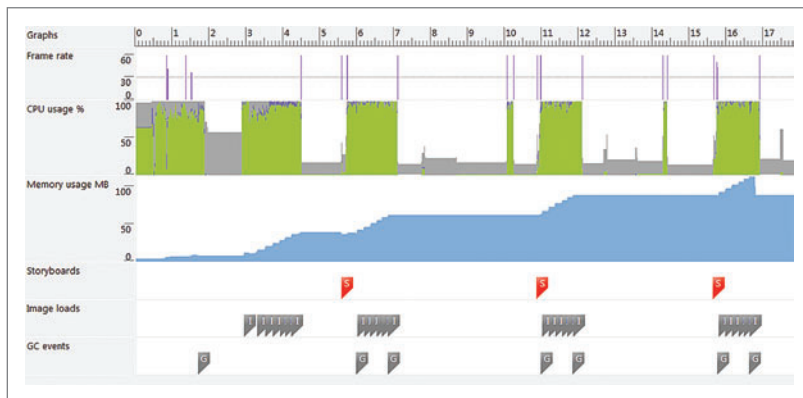 Graphs 0 1 2 3 4 5 6 7 8 9 10 11 12 13 14 15 16 17
Frame rate 60
30
0
CPU usage % 100
50
0
Memory usage MB
100
50
0
Storyboards
S S S
Image loads
I I I I I I I I I I I I I I I I I I I I
GC events
G G G G G G G